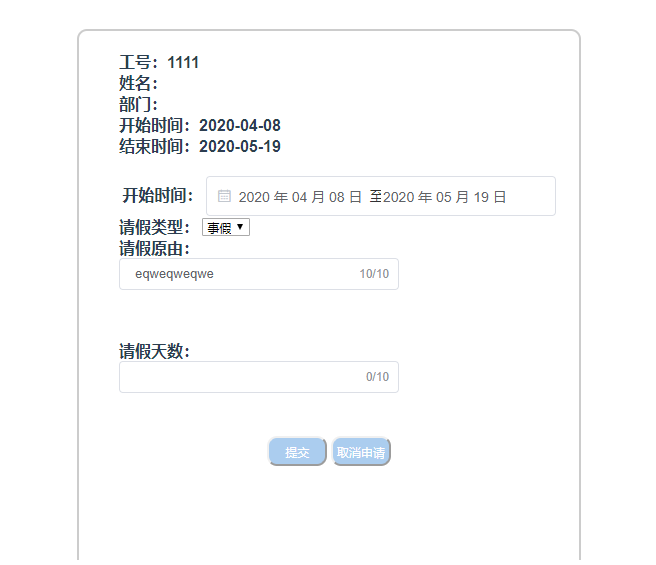 工号：1111
姓名：
部门：
开始时间：2020-04-08
结束时间：2020-05-19
开始时间： 2020 年 04 月 08 日 至2020 年 05 月 19 日
请假类型： 事假
请假原由：
eqweqweqwe 10/10
请假天数：
0/10
提交 取消申请